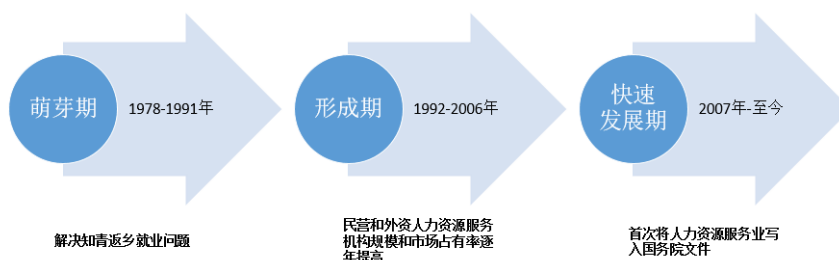 萌芽期
1978-1991年
形成期
1992-2006年
快速
发展期
2007年-至今
解决知青返乡就业问题
民营和外资人力资源服务
机构规模和市场占有率逐
年提高
首次将人力资源服务业写
入国务院文件